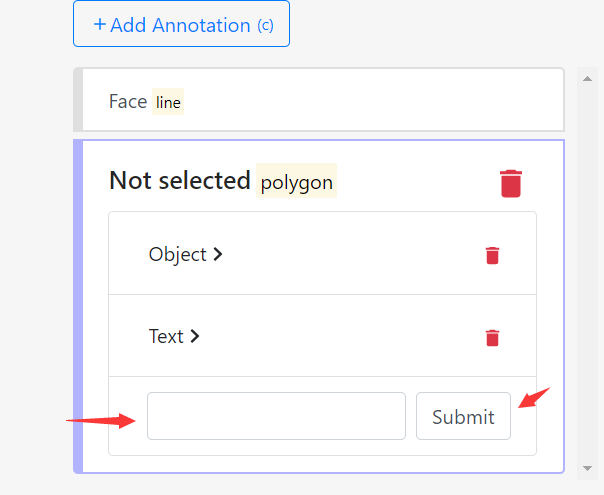 +Add Annotation (c)
Face line
Not selected polygon
Object
Text
Submit